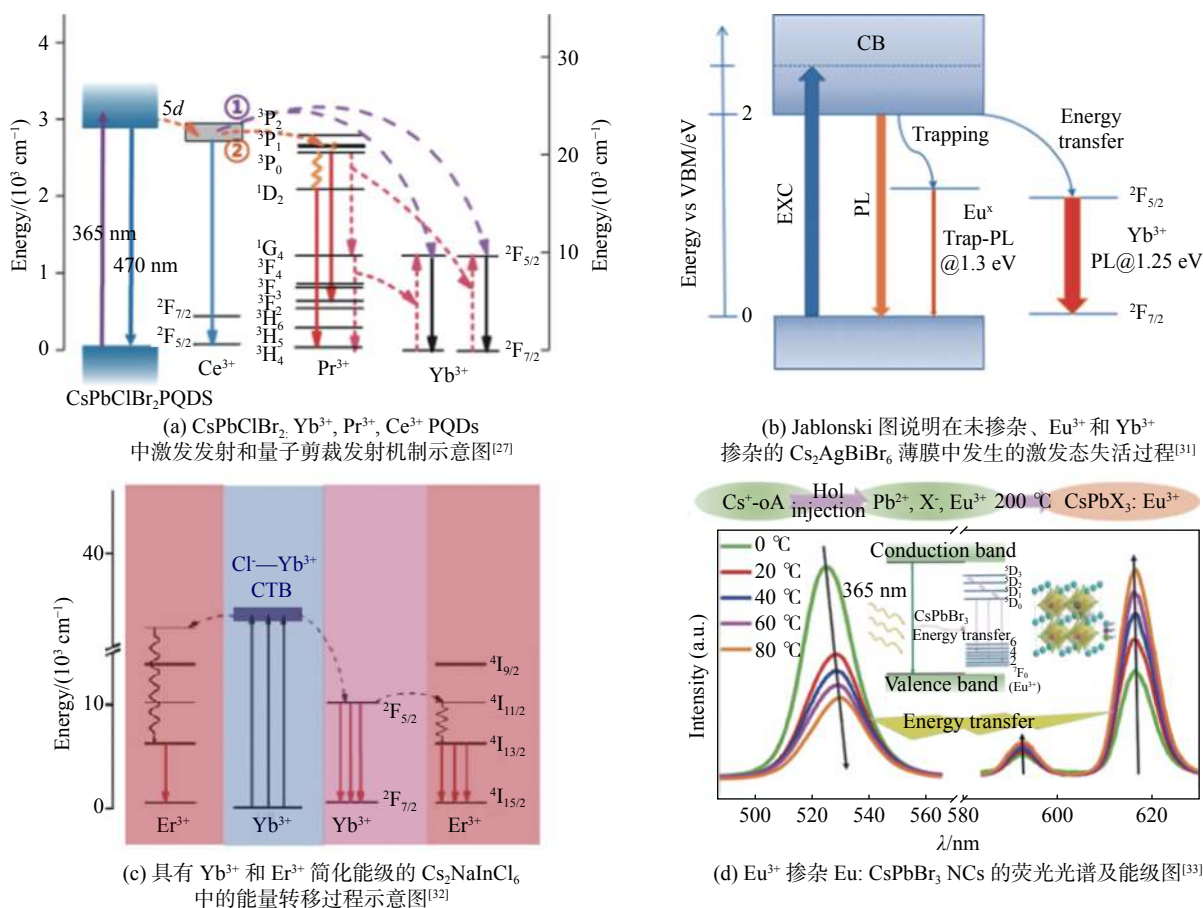 4
3
2
1
0
Energy/(10³ cm⁻¹)
30
20
10
Energy/(10³ cm⁻¹)
5d
①
②
³P₂
³P₁
³P₀
¹D₂
365 nm
470 nm
¹G₄
³F₄
³F₃
³F₂
³H₆
³H₅
³H₄
²F₇/₂
²F₅/₂
²F₅/₂
²F₇/₂
Ce³⁺
Pr³⁺
Yb³⁺
CsPbClBr₂PQDS
(a) CsPbClBr₂: Yb³⁺, Pr³⁺, Ce³⁺ PQDs
中激发发射和量子剪裁发射机制示意图[27]
CB
2
0
Energy vs VBM/eV
EXC
PL
Trapping
Energy
transfer
Euˣ
Trap-PL
@1.3 eV
²F₅/₂
Yb³⁺
PL@1.25 eV
²F₇/₂
(b) Jablonski 图说明在未掺杂、Eu³⁺ 和 Yb³⁺
掺杂的 Cs₂AgBiBr₆ 薄膜中发生的激发态失活过程[31]
40
10
0
Energy/(10³ cm⁻¹)
Cl⁻—Yb³⁺
CTB
⁴I₉/₂
⁴I₁₁/₂
⁴I₁₃/₂
⁴I₁₅/₂
²F₅/₂
²F₇/₂
Er³⁺
Yb³⁺
Yb³⁺
Er³⁺
(c) 具有 Yb³⁺ 和 Er³⁺ 简化能级的 Cs₂NaInCl₆
中的能量转移过程示意图[32]
Cs⁺-oA
Hol
injection
Pb²⁺, X⁻, Eu³⁺
200 ℃
CsPbX₃: Eu³⁺
0 ℃
20 ℃
40 ℃
60 ℃
80 ℃
Conduction band
365 nm
CsPbBr₃
Energy transfer
⁵D₃
⁵D₂
⁵D₁
⁵D₀
6
4
2
⁷F₀
(Eu³⁺)
Valence band
Energy transfer
Intensity (a.u.)
500
520
540
560
580
600
620
λ/nm
(d) Eu³⁺ 掺杂 Eu: CsPbBr₃ NCs 的荧光光谱及能级图[33]